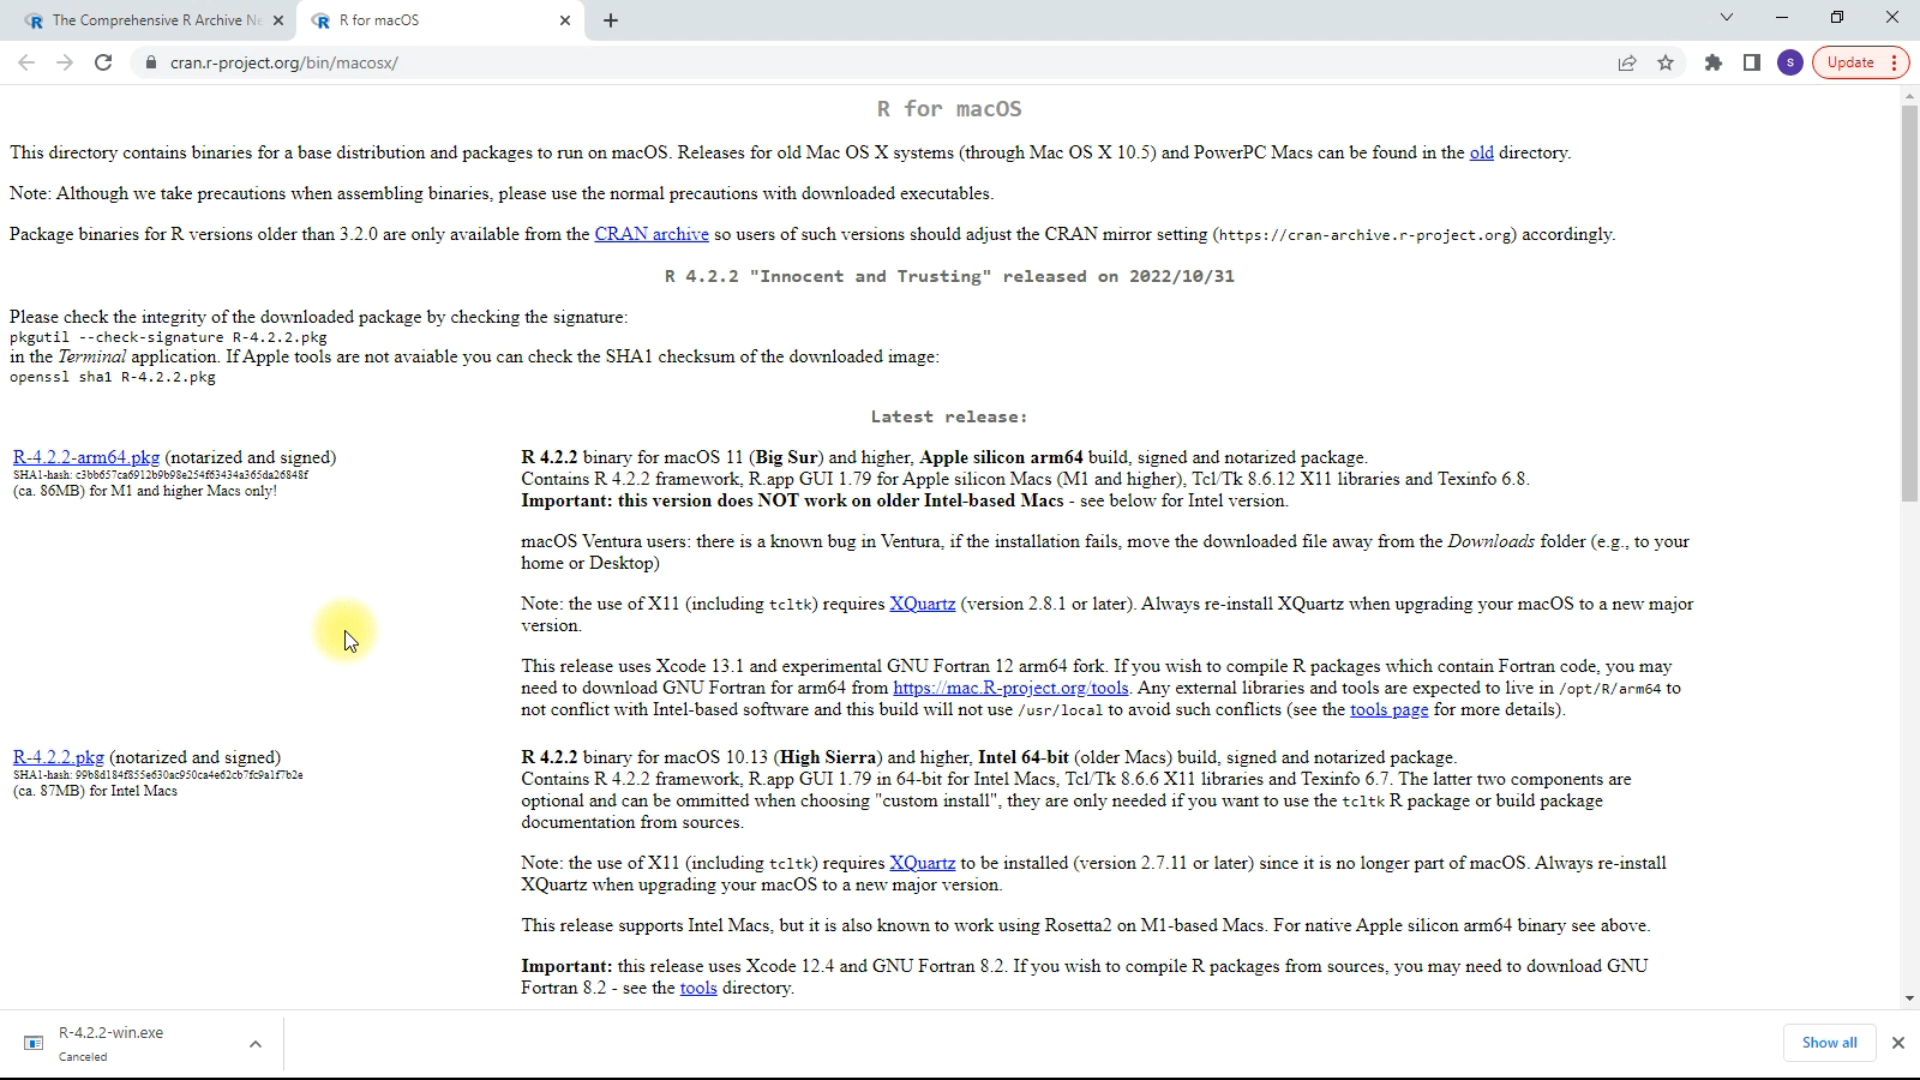 The Comprehensive R Archive Ne
R for macOS
cran.r-project.org/bin/macosx/
S
Update
R for macOS
This directory contains binaries for a base distribution and packages to run on macOS. Releases for old Mac OS X systems (through Mac OS X 10.5) and PowerPC Macs can be found in the old directory.
Note: Although we take precautions when assembling binaries, please use the normal precautions with downloaded executables.
Package binaries for R versions older than 3.2.0 are only available from the CRAN archive so users of such versions should adjust the CRAN mirror setting (https://cran-archive.r-project.org) accordingly.
R 4.2.2 "Innocent and Trusting" released on 2022/10/31
Please check the integrity of the downloaded package by checking the signature:
pkgutil --check-signature R-4.2.2.pkg
in the Terminal application. If Apple tools are not avaiable you can check the SHA1 checksum of the downloaded image:
openssl sha1 R-4.2.2.pkg
Latest release:
R-4.2.2-arm64.pkg (notarized and signed)
SHA1-hash: c3bb657ca6912b9b98e254f63434a365da26848f
(ca. 86MB) for M1 and higher Macs only!
R 4.2.2 binary for macOS 11 (Big Sur) and higher, Apple silicon arm64 build, signed and notarized package.
Contains R 4.2.2 framework, R.app GUI 1.79 for Apple silicon Macs (M1 and higher), Tcl/Tk 8.6.12 X11 libraries and Texinfo 6.8.
Important: this version does NOT work on older Intel-based Macs - see below for Intel version.
macOS Ventura users: there is a known bug in Ventura, if the installation fails, move the downloaded file away from the Downloads folder (e.g., to your
home or Desktop)
Note: the use of X11 (including tcltk) requires XQuartz (version 2.8.1 or later). Always re-install XQuartz when upgrading your macOS to a new major
version.
This release uses Xcode 13.1 and experimental GNU Fortran 12 arm64 fork. If you wish to compile R packages which contain Fortran code, you may
need to download GNU Fortran for arm64 from https://mac.R-project.org/tools. Any external libraries and tools are expected to live in /opt/R/arm64 to
not conflict with Intel-based software and this build will not use /usr/local to avoid such conflicts (see the tools page for more details).
R-4.2.2.pkg (notarized and signed)
SHA1-hash: 99b8d184f855e630ac950ca4e62cb7fc9a1f7b2e
(ca. 87MB) for Intel Macs
R 4.2.2 binary for macOS 10.13 (High Sierra) and higher, Intel 64-bit (older Macs) build, signed and notarized package.
Contains R 4.2.2 framework, R.app GUI 1.79 in 64-bit for Intel Macs, Tcl/Tk 8.6.6 X11 libraries and Texinfo 6.7. The latter two components are
optional and can be ommitted when choosing "custom install", they are only needed if you want to use the tcltk R package or build package
documentation from sources.
Note: the use of X11 (including tcltk) requires XQuartz to be installed (version 2.7.11 or later) since it is no longer part of macOS. Always re-install
XQuartz when upgrading your macOS to a new major version.
This release supports Intel Macs, but it is also known to work using Rosetta2 on M1-based Macs. For native Apple silicon arm64 binary see above.
Important: this release uses Xcode 12.4 and GNU Fortran 8.2. If you wish to compile R packages from sources, you may need to download GNU
Fortran 8.2 - see the tools directory.
R-4.2.2-win.exe
Canceled
Show all